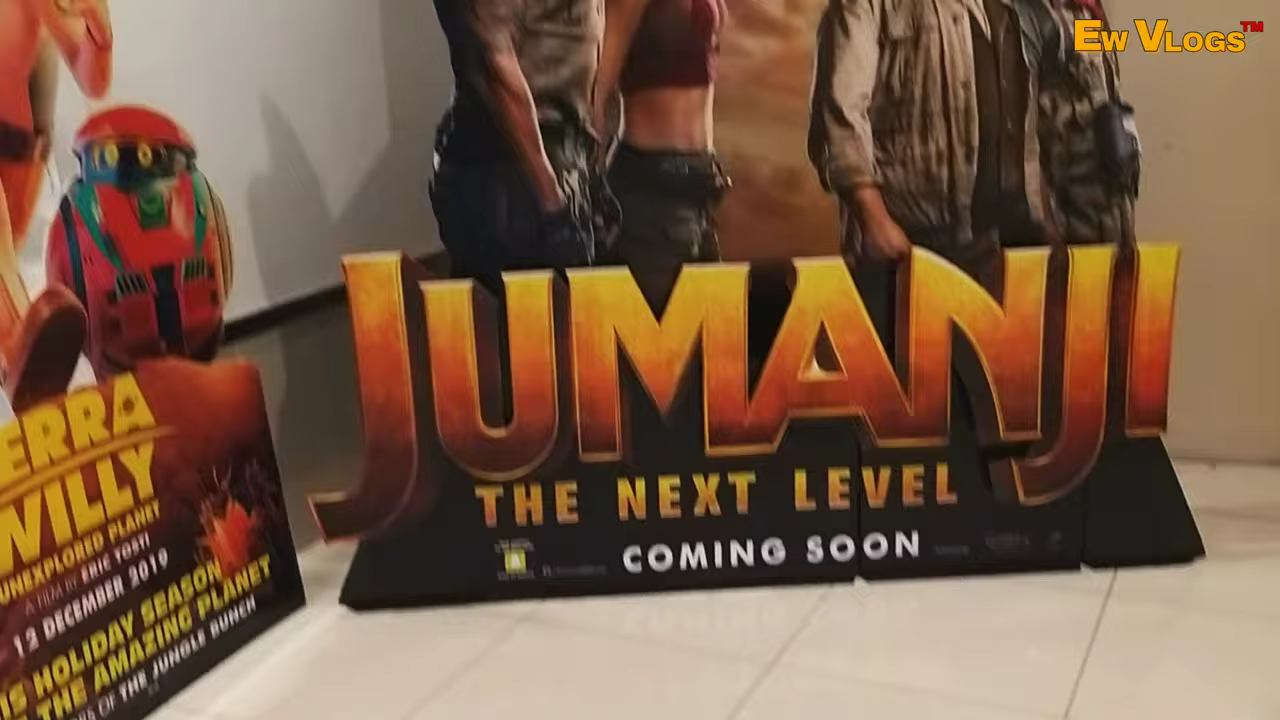 EW VLOGS™
JUMANJI
THE NEXT LEVEL
COMING SOON
ERRA
WILLY
UNEXPLORED PLANET
A FILM BY ERIC TOSTI
12 DECEMBER 2019
IS HOLIDAY SEASON
THE AMAZING PLANET
OF THE JUNGLE BUNCH